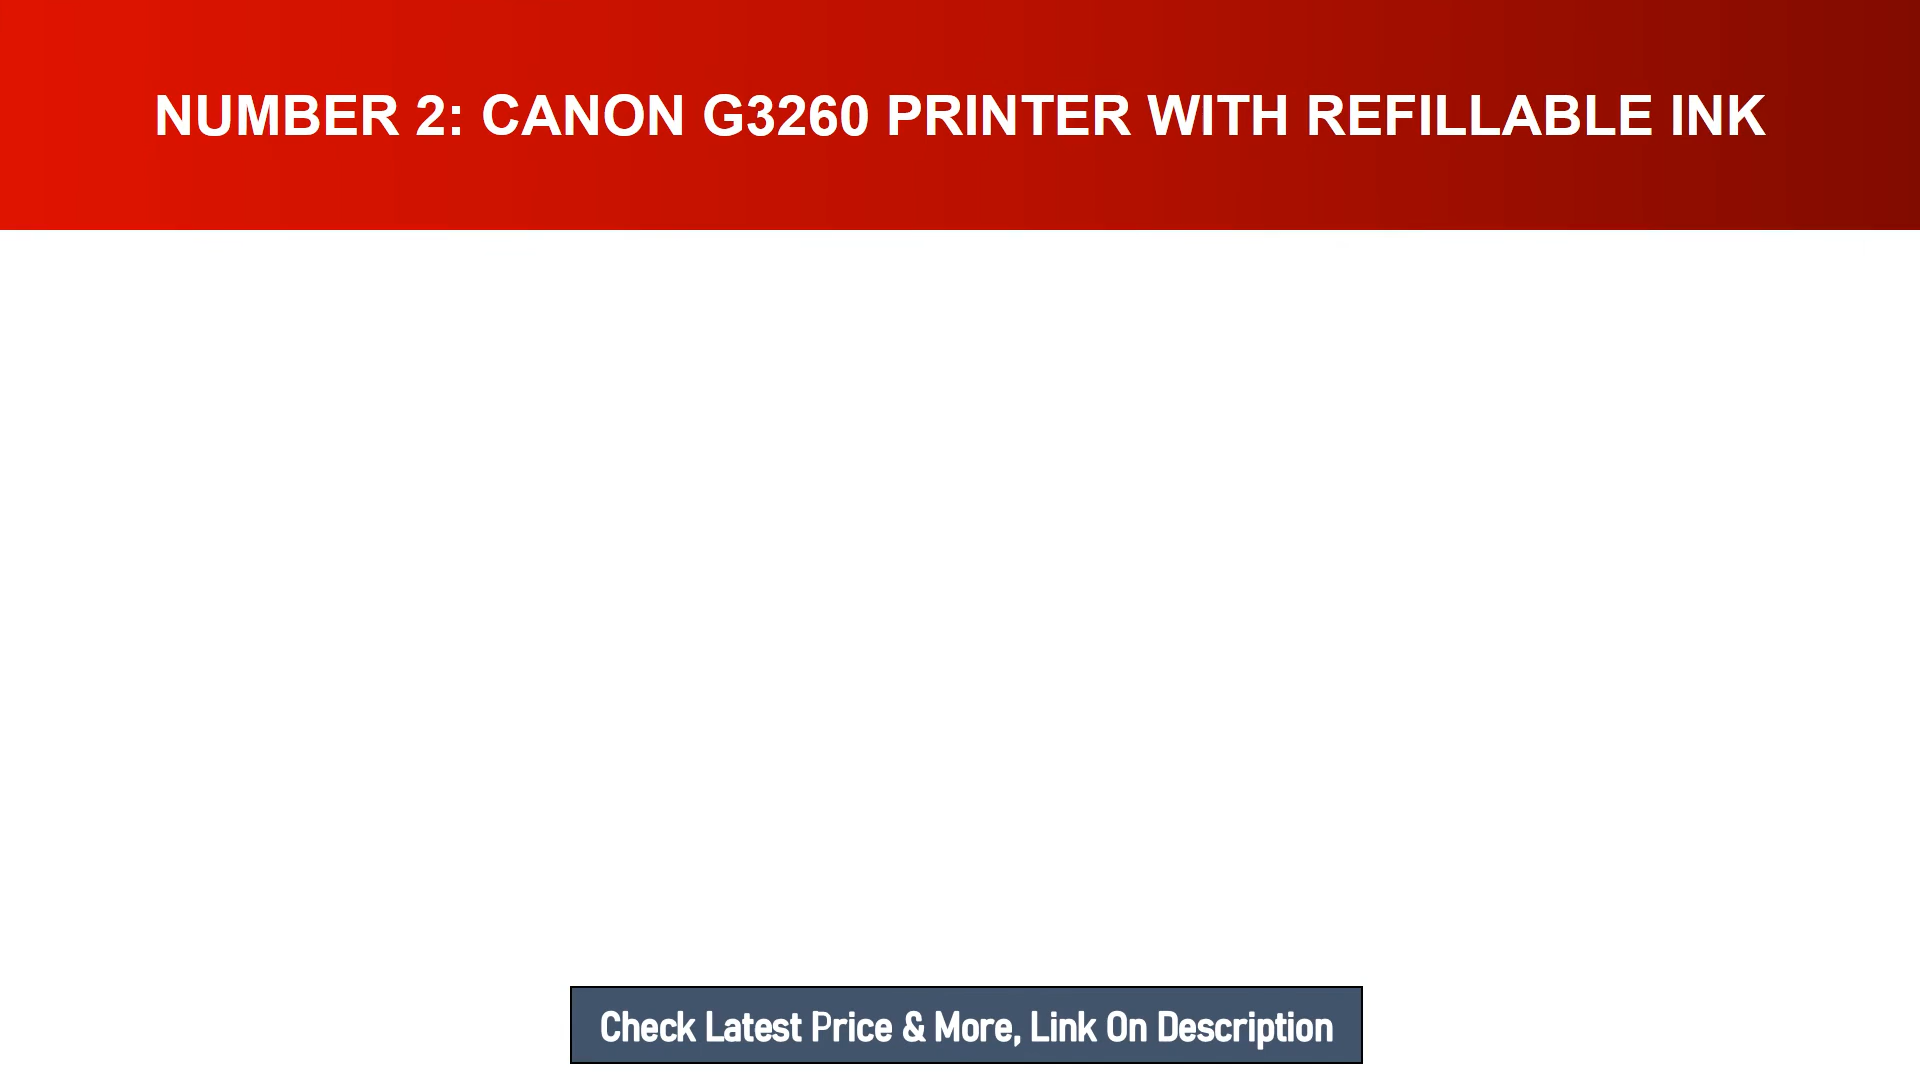 NUMBER 2: CANON G3260 PRINTER WITH REFILLABLE INK
Check Latest Price & More, Link On Description